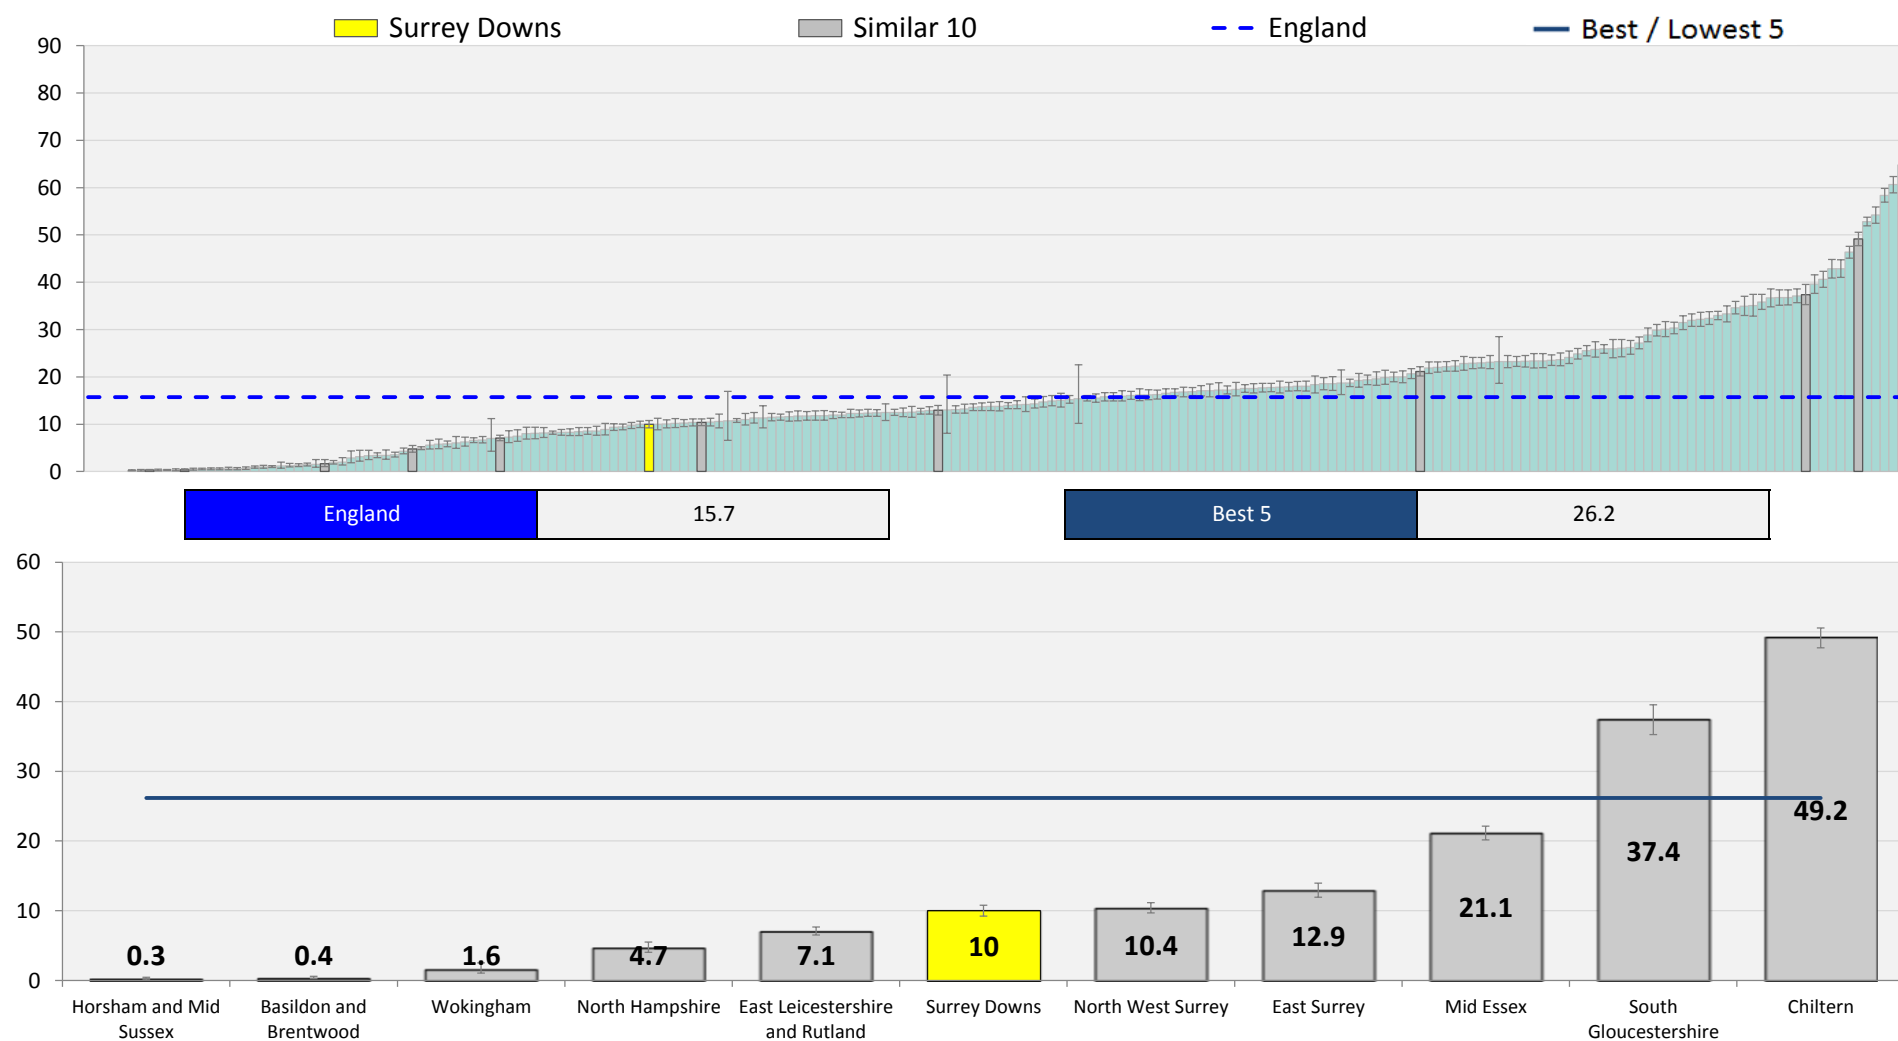 Surrey Downs Similar 10 England Best / Lowest 5
90
80
70
60
50
40
30
20
10
0
England 15.7 Best 5 26.2
60
50
40
30
20
10
0
0.3 0.4 1.6 4.7 7.1 10 10.4 12.9 21.1 37.4 49.2
Horsham and Mid Sussex
Basildon and Brentwood
Wokingham
North Hampshire
East Leicestershire and Rutland
Surrey Downs
North West Surrey
East Surrey
Mid Essex
South Gloucestershire
Chiltern